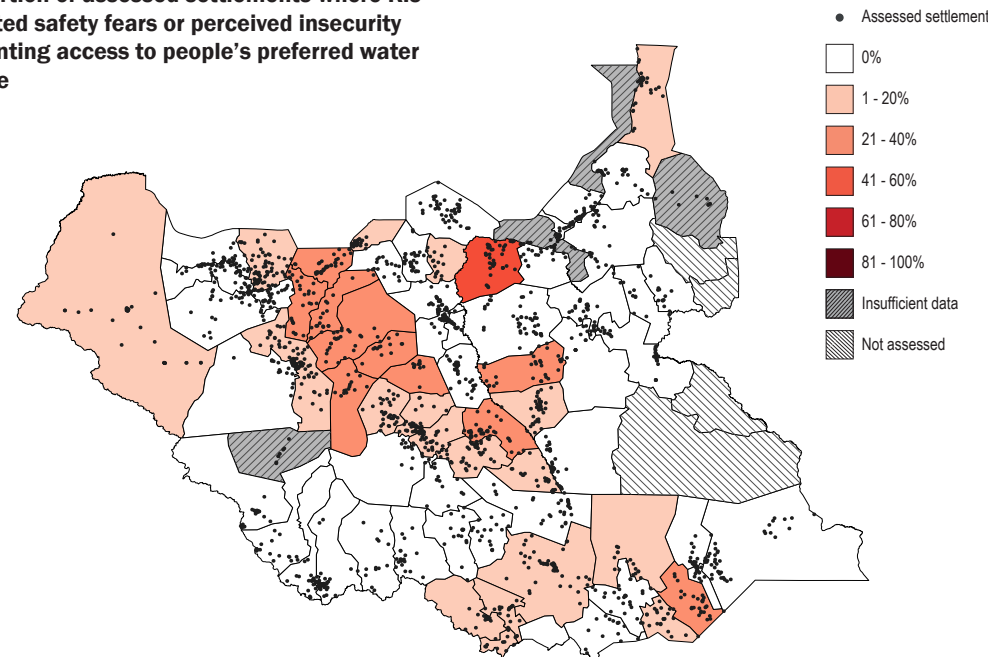 ted safety fears or perceived insecurity
nting access to people's preferred water
e
Assessed settlement
0%
1 - 20%
21 - 40%
41 - 60%
61 - 80%
81 - 100%
Insufficient data
Not assessed